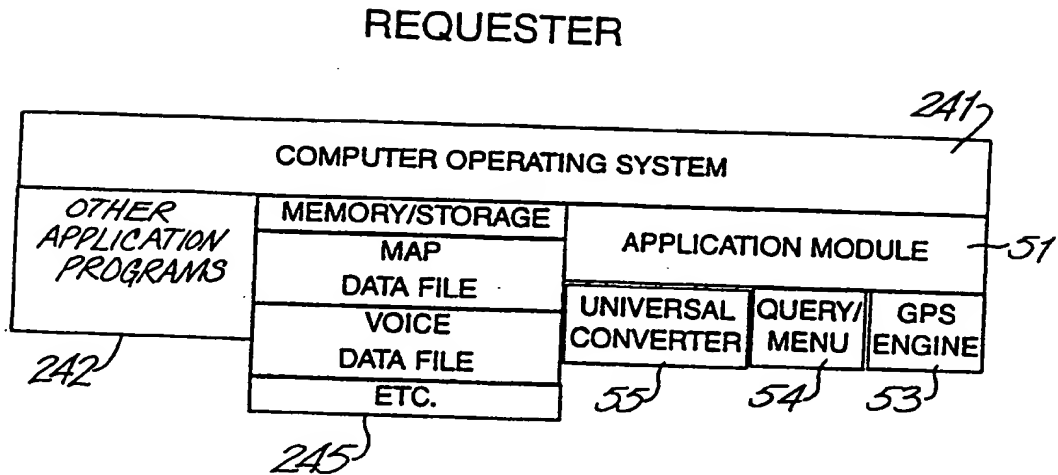 REQUESTER
241
COMPUTER OPERATING SYSTEM
OTHER
APPLICATION
PROGRAMS
MEMORY/STORAGE
MAP
DATA FILE
VOICE
DATA FILE
ETC.
APPLICATION MODULE
51
UNIVERSAL
CONVERTER
QUERY/
MENU
GPS
ENGINE
242
245
55
54
53